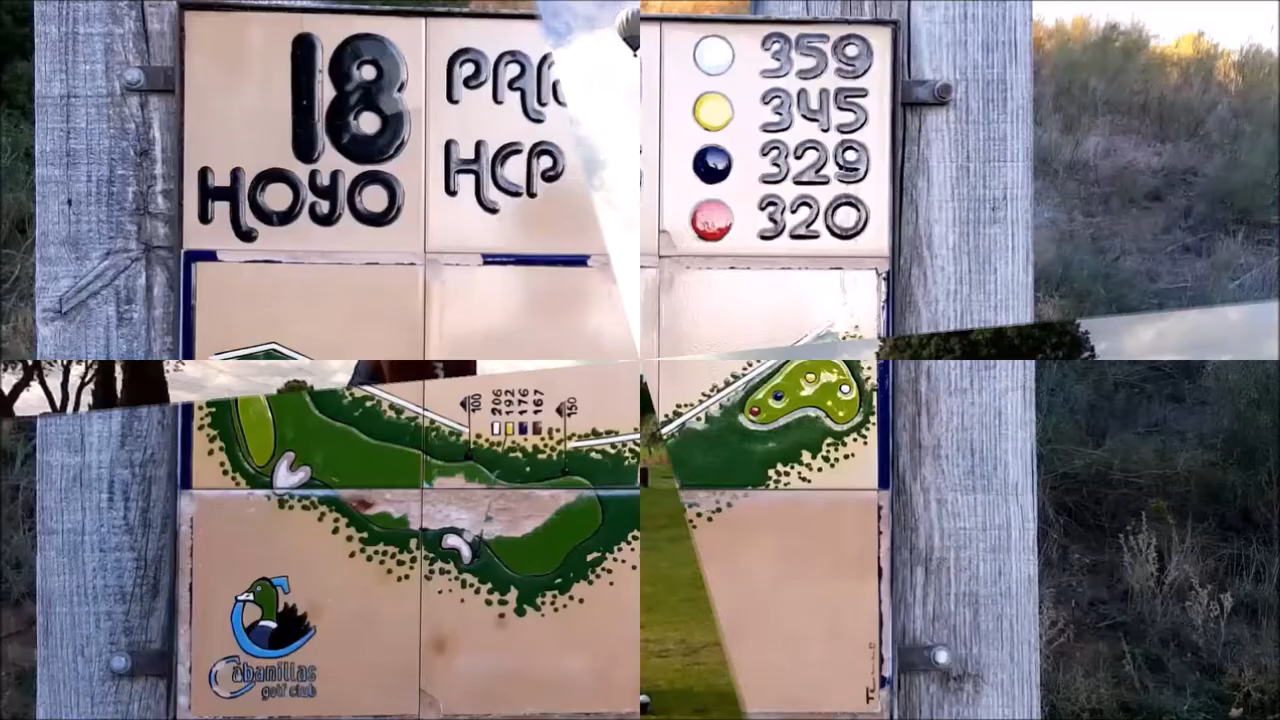 18
HOYO
HCP
359
345
329
320
100
206
192
176
167
150
Cabanillas
golf club